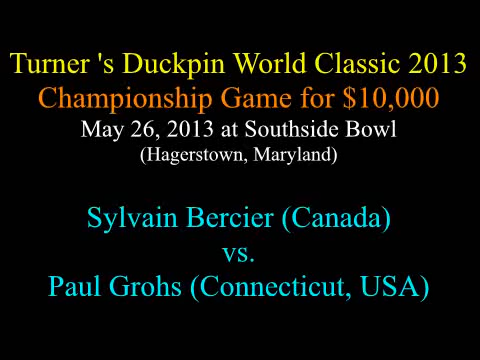 Turner 's Duckpin World Classic 2013
Championship Game for $10,000
May 26, 2013 at Southside Bowl
(Hagerstown, Maryland)
Sylvain Bercier (Canada)
vs.
Paul Grohs (Connecticut, USA)